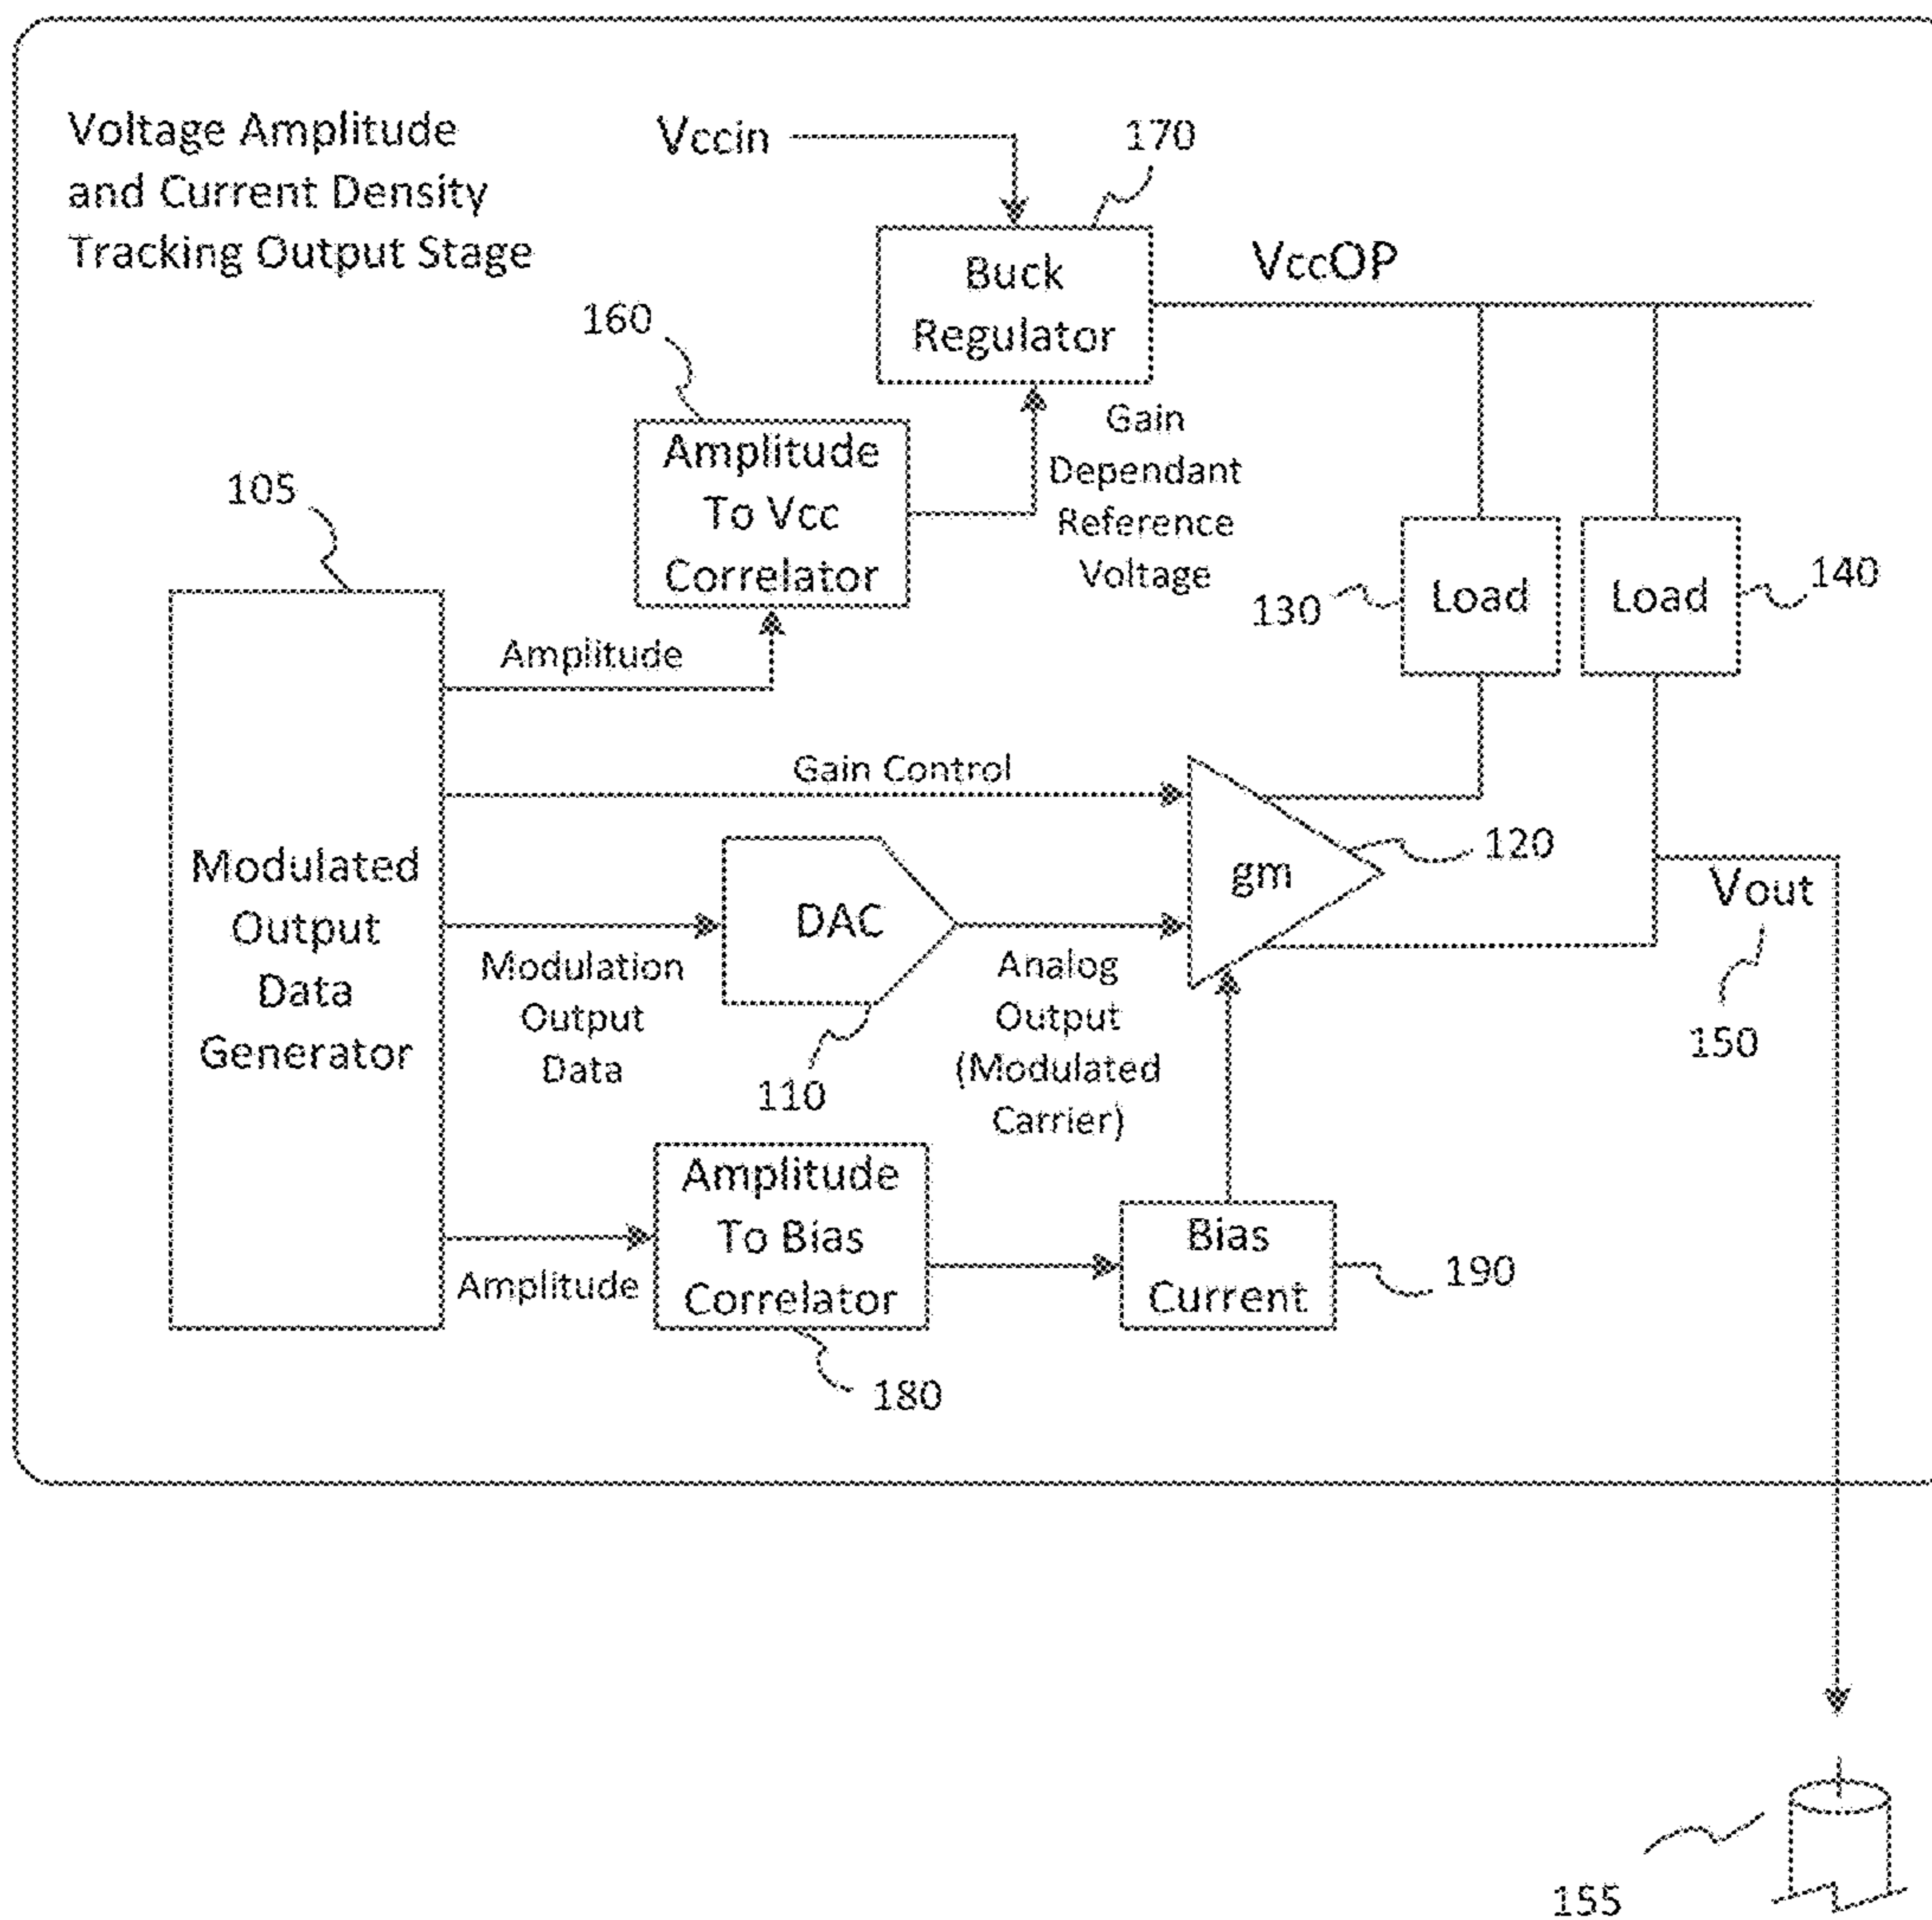 Voltage Amplitude
and Current Density
Tracking Output Stage
Vccin
170
Buck
Regulator
VccOP
160
Amplitude
To Vcc
Correlator
Gain
Dependant
Reference
Voltage
105
130
Load
Load
140
Amplitude
Gain Control
Modulated
Output
Data
Generator
Modulation
Output
Data
DAC
110
Analog
Output
(Modulated
Carrier)
gm
120
Vout
150
Amplitude
Amplitude
To Bias
Correlator
180
Bias
Current
190
155